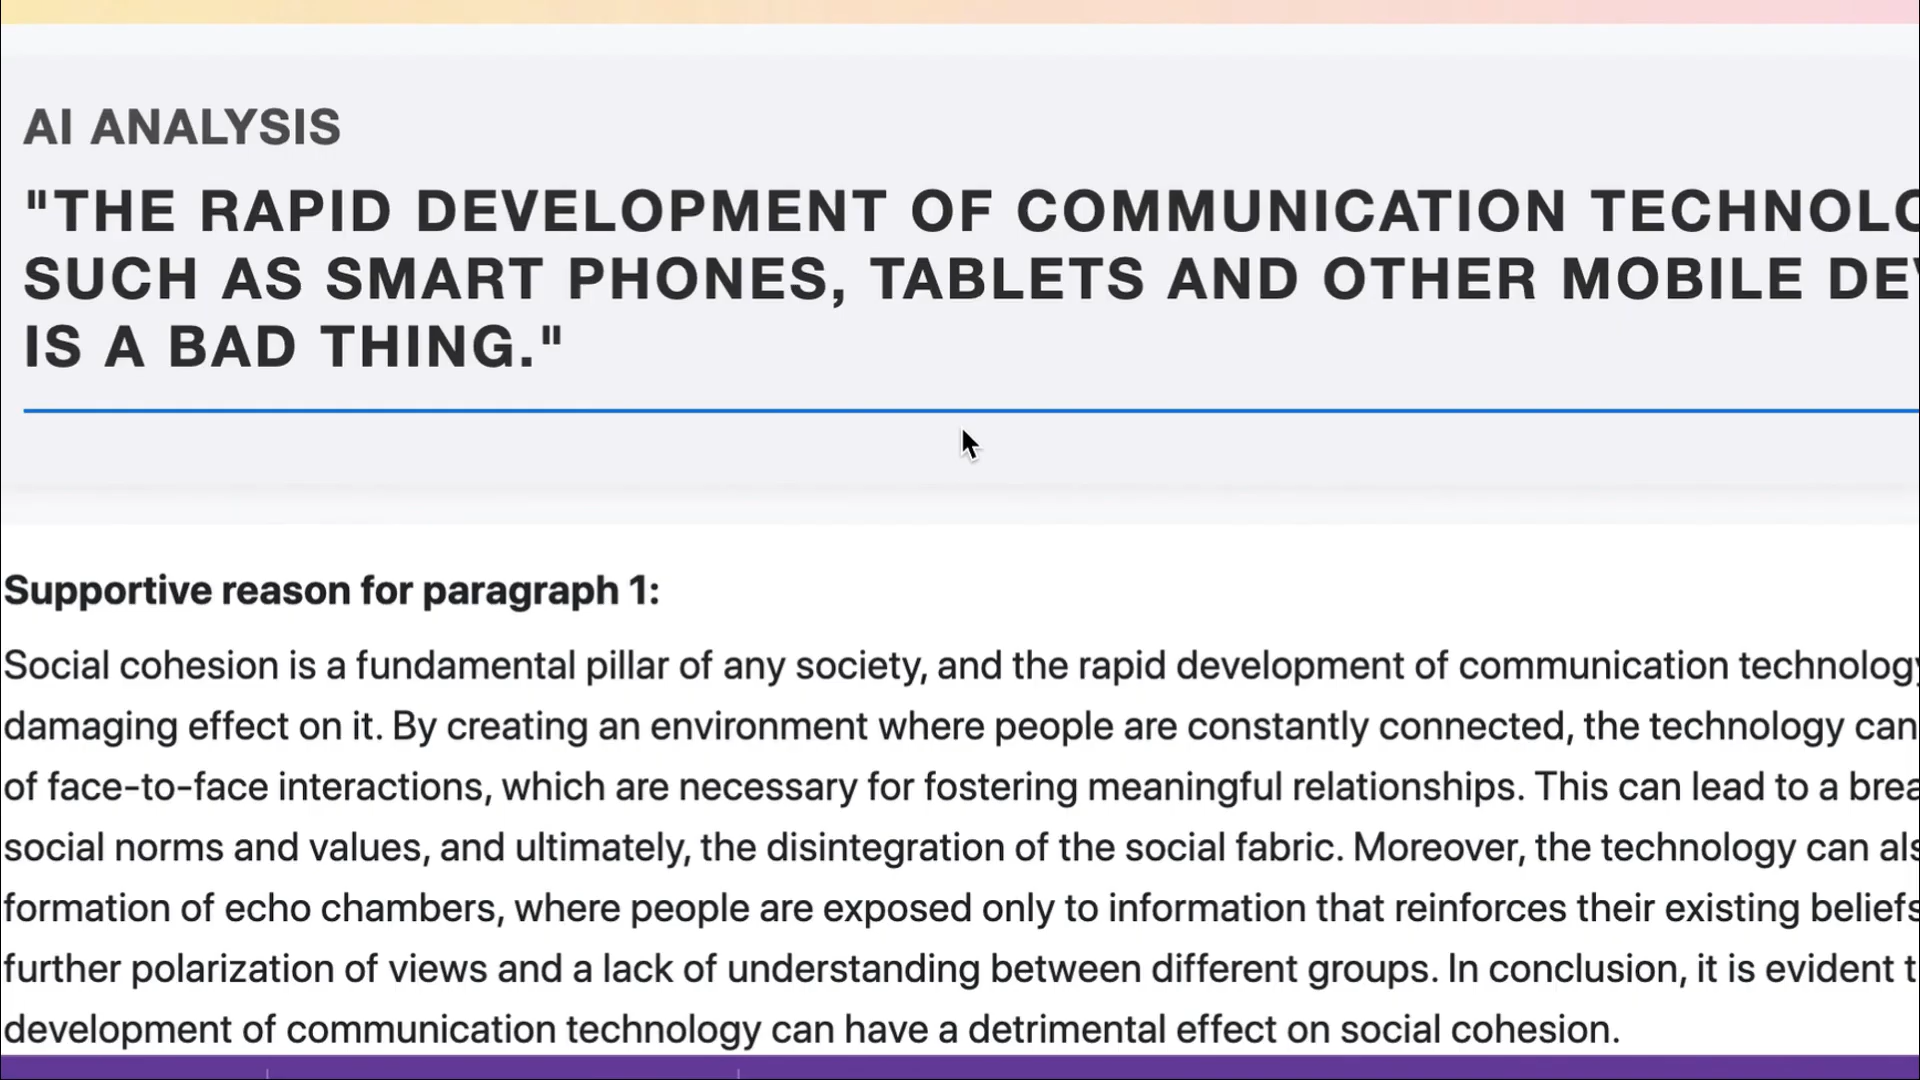 AI ANALYSIS
"THE RAPID DEVELOPMENT OF COMMUNICATION
SUCH AS SMART PHONES, TABLETS AND OTHER MOBILE
IS A BAD THING."
Supportive reason for paragraph 1:
Social cohesion is a fundamental pillar of any society, and the rapid development of communication technology
damaging effect on it. By creating an environment where people are constantly connected, the technology can
of face-to-face interactions, which are necessary for fostering meaningful relationships. This can lead to a
social norms and values, and ultimately, the disintegration of the social fabric. Moreover, the technology can
formation of echo chambers, where people are exposed only to information that reinforces their existing beliefs
further polarization of views and a lack of understanding between different groups. In conclusion, it is evident
development of communication technology can have a detrimental effect on social cohesion.